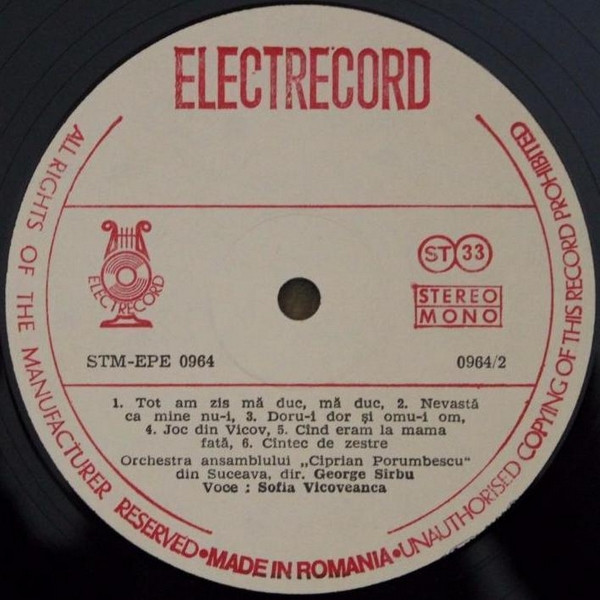 ELECTRECORD
ELECTRECORD
ST 33
STEREO
MONO
STM-EPE 0964
0964/2
1. Tot am zis mă duc, mă duc, 2. Nevastă
ca mine nu-i, 3. Doru-i dor și omu-i om,
4. Joc din Vicov, 5. Cînd eram la mama
fată, 6. Cîntec de zestre
Orchestra ansamblului „Ciprian Porumbescu“
din Suceava, dir. George Sîrbu
Voce : Sofia Vicoveanca
ALL RIGHTS OF THE MANUFACTURER RESERVED•MADE IN ROMANIA•UNAUTHORISED COPYING OF THIS RECORD PROHIBITED